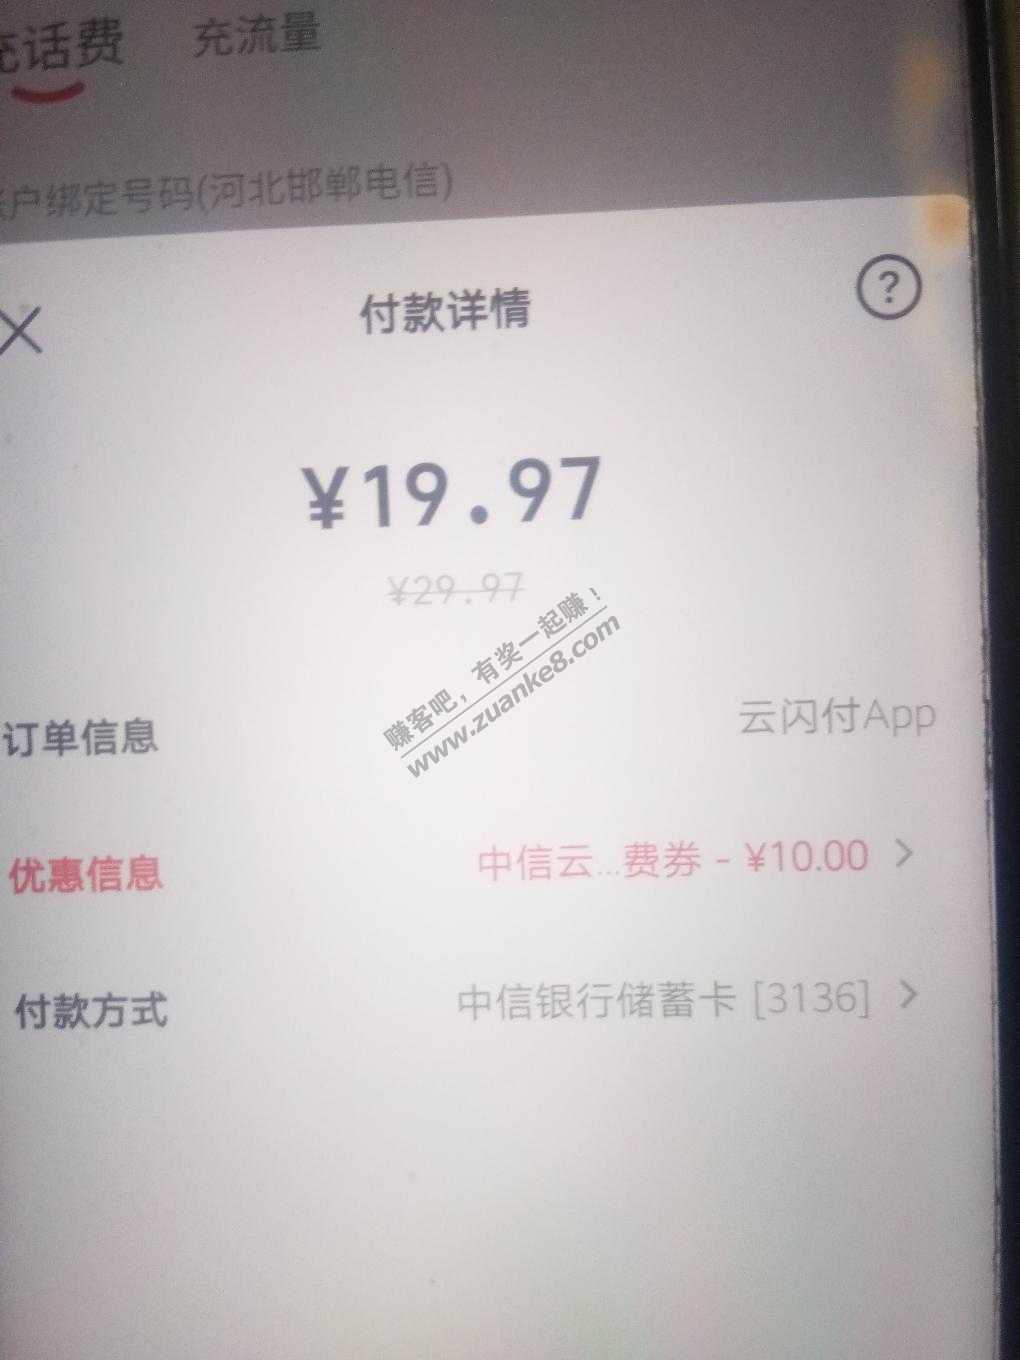 充话费 充流量
账户绑定号码(河北邯郸电信)
付款详情
?
¥19.97
¥29.97
赚客吧，有奖一起赚！
www.zuanke8.com
订单信息 云闪付App
优惠信息 中信云...费券 - ¥10.00
付款方式 中信银行储蓄卡 [3136]